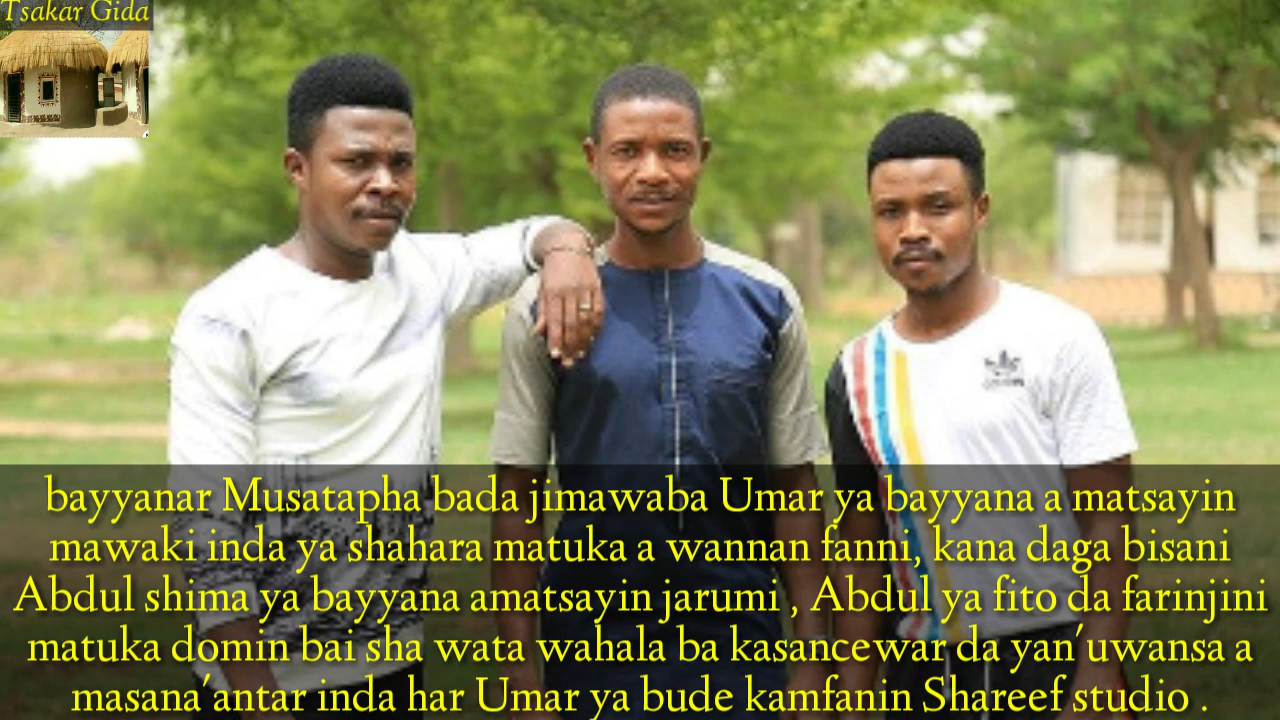 Tsakar Gida
bayyanar Musatapha bada jimawaba Umar ya bayyana a matsayin
mawaki inda ya shahara matuka a wannan fanni, kana daga bisani
Abdul shima ya bayyana amatsayin jarumi , Abdul ya fito da farinjini
matuka domin bai sha wata wahala ba kasancewar da yan'uwansa a
masana'antar inda har Umar ya bude kamfanin Shareef studio .